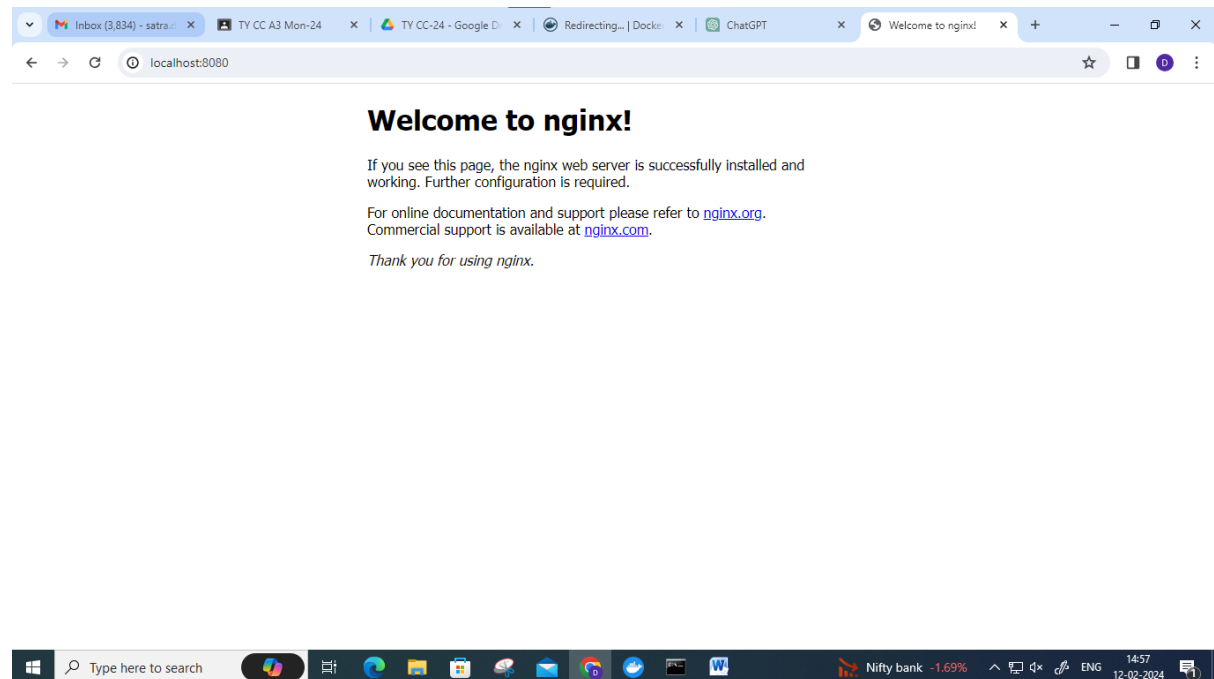 Inbox (3,834) - satra.d
TY CC A3 Mon-24
TY CC-24 - Google D
Redirecting... | Docke
ChatGPT
Welcome to nginx!
localhost:8080
D
Welcome to nginx!
If you see this page, the nginx web server is successfully installed and
working. Further configuration is required.
For online documentation and support please refer to nginx.org.
Commercial support is available at nginx.com.
Thank you for using nginx.
Type here to search
Nifty bank -1.69%
ENG
14:57
12-02-2024
1